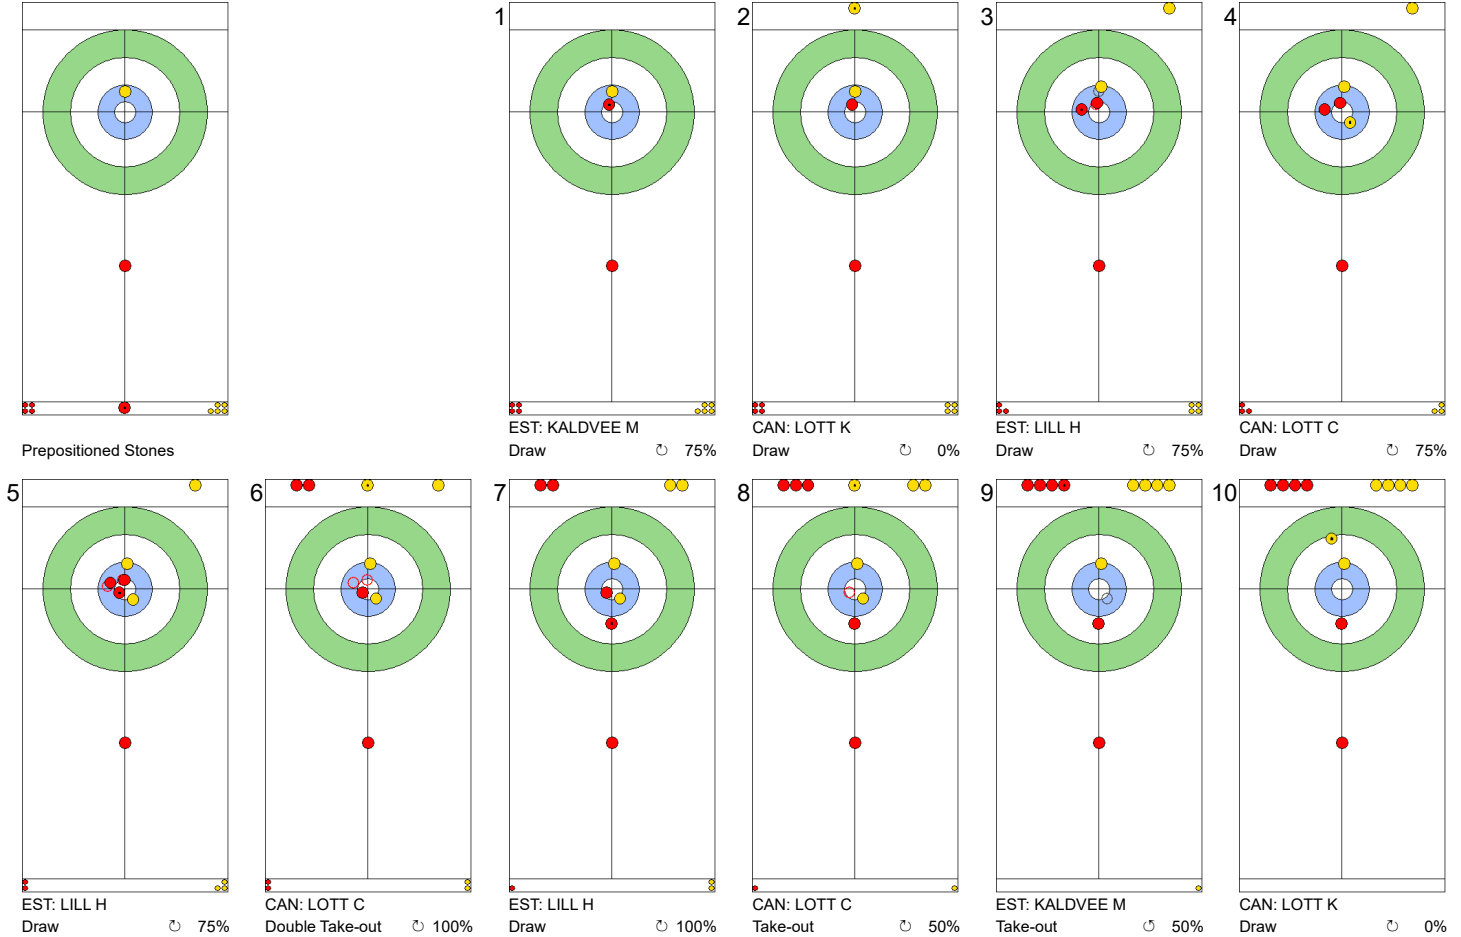 1
2
3
4
Prepositioned Stones
EST: KALDVEE M
Draw ↻ 75%
CAN: LOTT K
Draw ↻ 0%
EST: LILL H
Draw ↻ 75%
CAN: LOTT C
Draw ↻ 75%
5
6
7
8
9
10
EST: LILL H
Draw ↻ 75%
CAN: LOTT C
Double Take-out ↻ 100%
EST: LILL H
Draw ↻ 100%
CAN: LOTT C
Take-out ↻ 50%
EST: KALDVEE M
Take-out ↺ 50%
CAN: LOTT K
Draw ↻ 0%